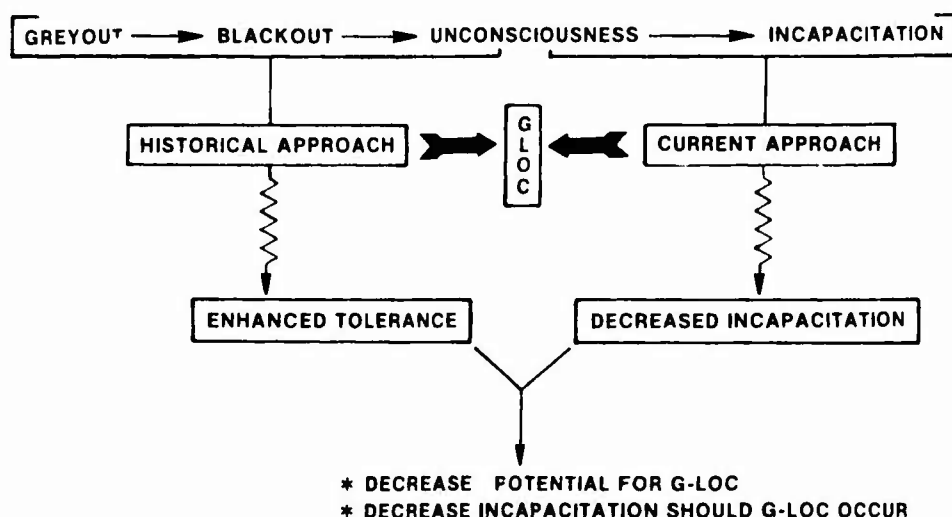 GREYOUT BLACKOUT UNCONSCIOUSNESS INCAPACITATION
HISTORICAL APPROACH
GLOC
CURRENT APPROACH
ENHANCED TOLERANCE
DECREASED INCAPACITATION
* DECREASE POTENTIAL FOR G-LOC
* DECREASE INCAPACITATION SHOULD G-LOC OCCUR